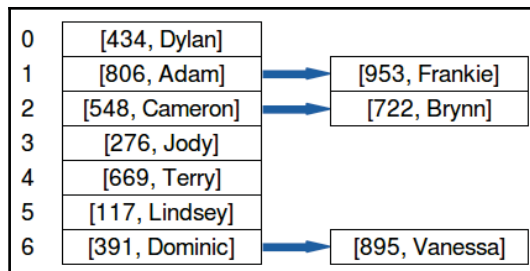 0 [434, Dylan]
1 [806, Adam] [953, Frankie]
2 [548, Cameron] [722, Brynn]
3 [276, Jody]
4 [669, Terry]
5 [117, Lindsey]
6 [391, Dominic] [895, Vanessa]